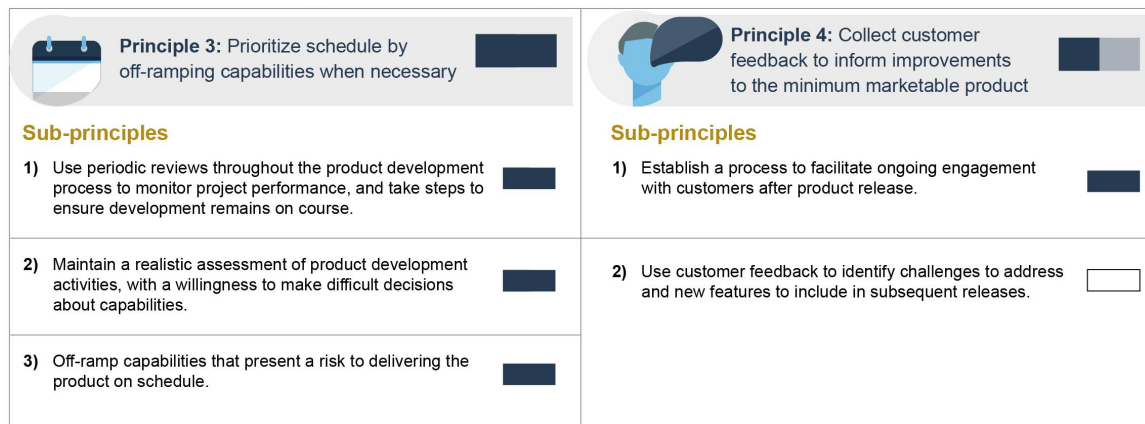 Principle 3: Prioritize schedule by
off-ramping capabilities when necessary
Sub-principles
1) Use periodic reviews throughout the product development
process to monitor project performance, and take steps to
ensure development remains on course.
2) Maintain a realistic assessment of product development
activities, with a willingness to make difficult decisions
about capabilities.
3) Off-ramp capabilities that present a risk to delivering the
product on schedule.
Principle 4: Collect customer
feedback to inform improvements
to the minimum marketable product
Sub-principles
1) Establish a process to facilitate ongoing engagement
with customers after product release.
2) Use customer feedback to identify challenges to address
and new features to include in subsequent releases.